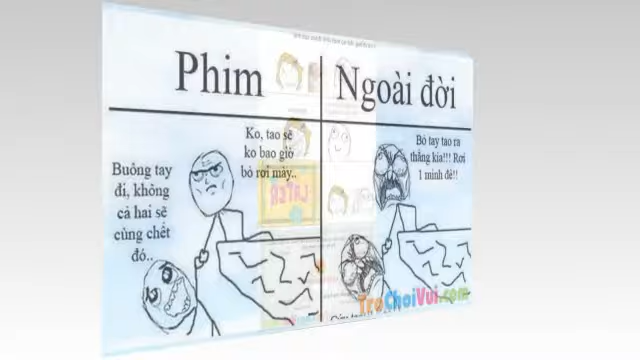 Phim
Ngoài đời
Ko, tao sẽ
ko bao giờ
bỏ rơi mày..
Buông tay
đi, không
cả hai sẽ
cùng chết
đó..
Bỏ tay tao ra
thằng kia!!! Rơi
1 mình đê!!
TroChoiVui.com